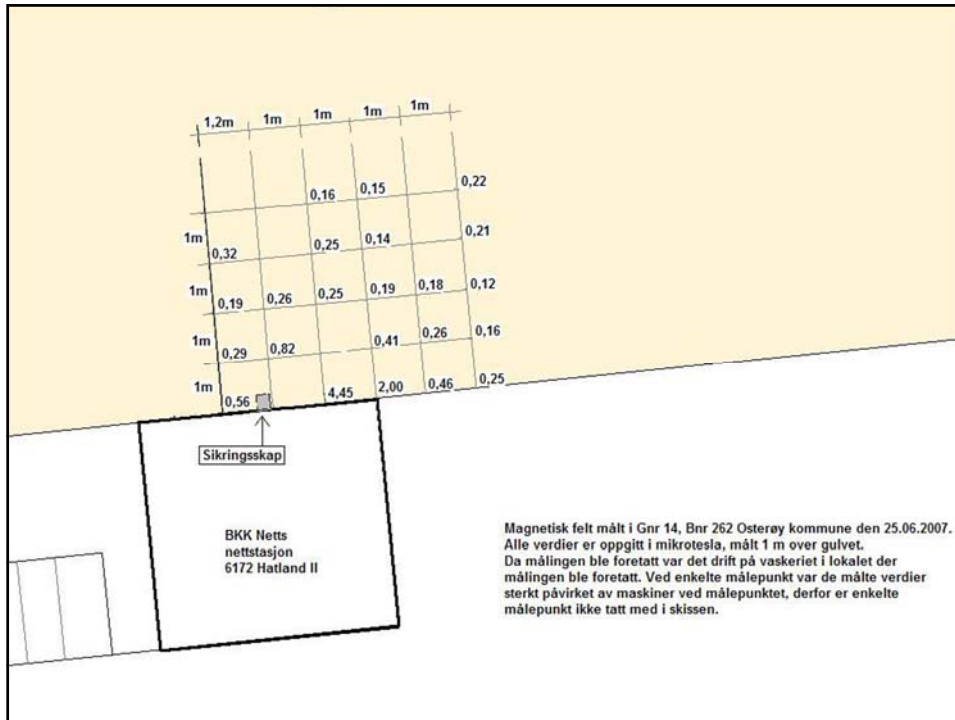 1,2m 1m 1m 1m 1m
0,16 0,15 0,22
1m 0,32 0,25 0,14 0,21
1m 0,19 0,26 0,25 0,19 0,18 0,12
1m 0,29 0,82 0,41 0,26 0,16
1m 0,56 4,45 2,00 0,46 0,25
Sikringsskap
BKK Netts
nettstasjon
6172 Hatland II
Magnetisk felt målt i Gnr 14, Bnr 262 Osterøy kommune den 25.06.2007.
Alle verdier er oppgitt i mikrotesla, målt 1 m over gulvet.
Da målingen ble foretatt var det drift på vaskeriet i lokalet der
målingen ble foretatt. Ved enkelte målepunkt var de målte verdier
sterkt påvirket av maskiner ved målepunktet, derfor er enkelte
målepunkt ikke tatt med i skissen.